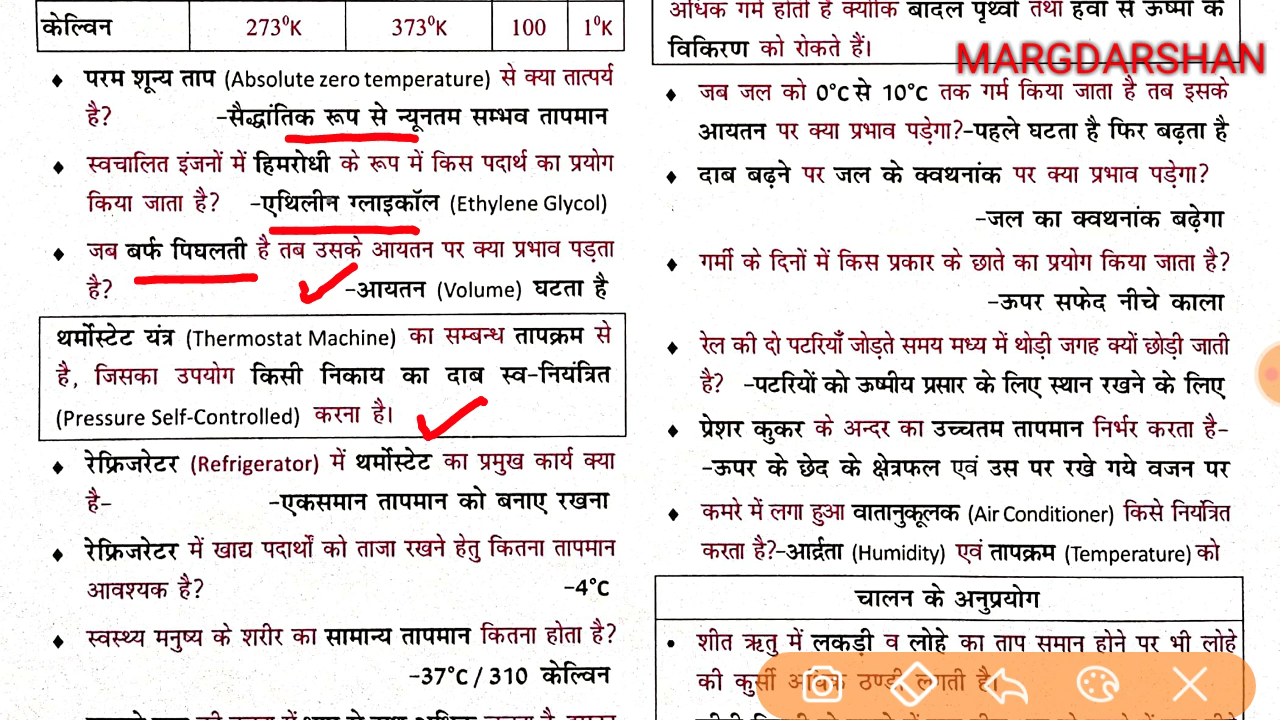 केल्विन 273⁰K 373⁰K 100 1⁰K
♦ परम शून्य ताप (Absolute zero temperature) से क्या तात्पर्य
है? -सैद्धांतिक रूप से न्यूनतम सम्भव तापमान
♦ स्वचालित इंजनों में हिमरोधी के रूप में किस पदार्थ का प्रयोग
किया जाता है? -एथिलीन ग्लाइकॉल (Ethylene Glycol)
♦ जब बर्फ पिघलती है तब उसके आयतन पर क्या प्रभाव पड़ता
है? -आयतन (Volume) घटता है
थर्मोस्टेट यंत्र (Thermostat Machine) का सम्बन्ध तापक्रम से
है, जिसका उपयोग किसी निकाय का दाब स्व-नियंत्रित
(Pressure Self-Controlled) करना है।
♦ रेफ्रिजरेटर (Refrigerator) में थर्मोस्टेट का प्रमुख कार्य क्या
है- -एकसमान तापमान को बनाए रखना
♦ रेफ्रिजरेटर में खाद्य पदार्थों को ताजा रखने हेतु कितना तापमान
आवश्यक है? -4°C
♦ स्वस्थ्य मनुष्य के शरीर का सामान्य तापमान कितना होता है?
-37°C / 310 केल्विन
अधिक गर्म होती हैं क्योंकि बादल पृथ्वी तथा हवा से ऊष्मा के
विकिरण को रोकते हैं।
MARGDARSHAN
♦ जब जल को 0°C से 10°C तक गर्म किया जाता है तब इसके
आयतन पर क्या प्रभाव पड़ेगा?-पहले घटता है फिर बढ़ता है
♦ दाब बढ़ने पर जल के क्वथनांक पर क्या प्रभाव पड़ेगा?
-जल का क्वथनांक बढ़ेगा
♦ गर्मी के दिनों में किस प्रकार के छाते का प्रयोग किया जाता है?
-ऊपर सफेद नीचे काला
♦ रेल की दो पटरियाँ जोड़ते समय मध्य में थोड़ी जगह क्यों छोड़ी जाती
है? -पटरियों को ऊष्मीय प्रसार के लिए स्थान रखने के लिए
♦ प्रेशर कुकर के अन्दर का उच्चतम तापमान निर्भर करता है-
-ऊपर के छेद के क्षेत्रफल एवं उस पर रखे गये वजन पर
♦ कमरे में लगा हुआ वातानुकूलक (Air Conditioner) किसे नियंत्रित
करता है?-आर्द्रता (Humidity) एवं तापक्रम (Temperature) को
चालन के अनुप्रयोग
• शीत ऋतु में लकड़ी व लोहे का ताप समान होने पर भी लोहे
की कुर्सी अधिक ठण्डी लगती है।